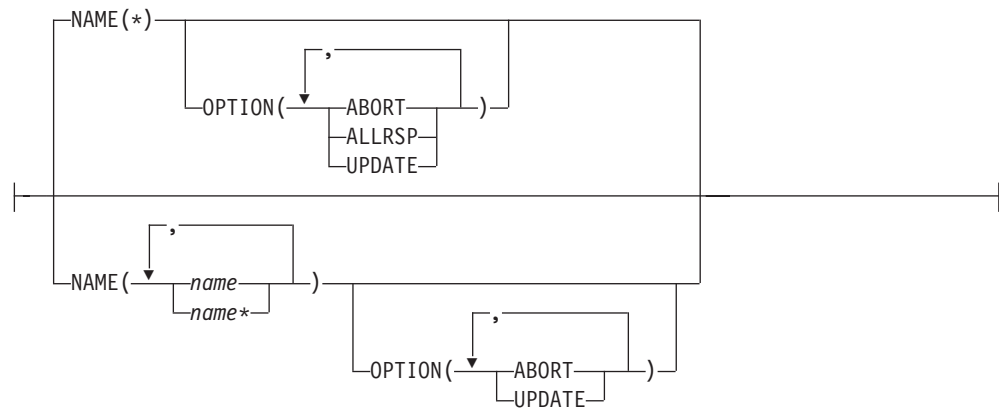 NAME(*)
,
OPTION( ABORT )
ALLRSP
UPDATE
,
NAME( name )
name*
,
OPTION( ABORT )
UPDATE